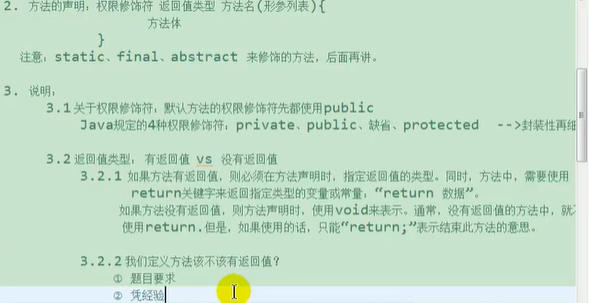 2. 方法的声明：权限修饰符 返回值类型 方法名(形参列表){
方法体
}
注意：static、final、abstract 来修饰的方法，后面再讲。
3. 说明：
3.1 关于权限修饰符：默认方法的权限修饰符先都使用public
Java规定的4种权限修饰符：private、public、缺省、protected -->封装性再细
3.2 返回值类型： 有返回值 vs 没有返回值
3.2.1 如果方法有返回值，则必须在方法声明时，指定返回值的类型。同时，方法中，需要使用
return关键字来返回指定类型的变量或常量：“return 数据”。
如果方法没有返回值，则方法声明时，使用void来表示。通常，没有返回值的方法中，就
使用return.但是，如果使用的话，只能“return;”表示结束此方法的意思。
3.2.2 我们定义方法该不该有返回值？
① 题目要求
② 凭经验